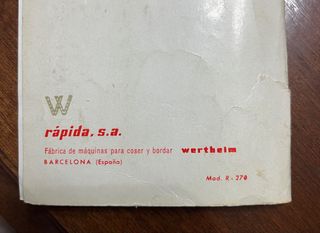 W
rápida, s.a.
Fábrica de máquinas para coser y bordar wertheim
BARCELONA (España)
Mod. R - 270